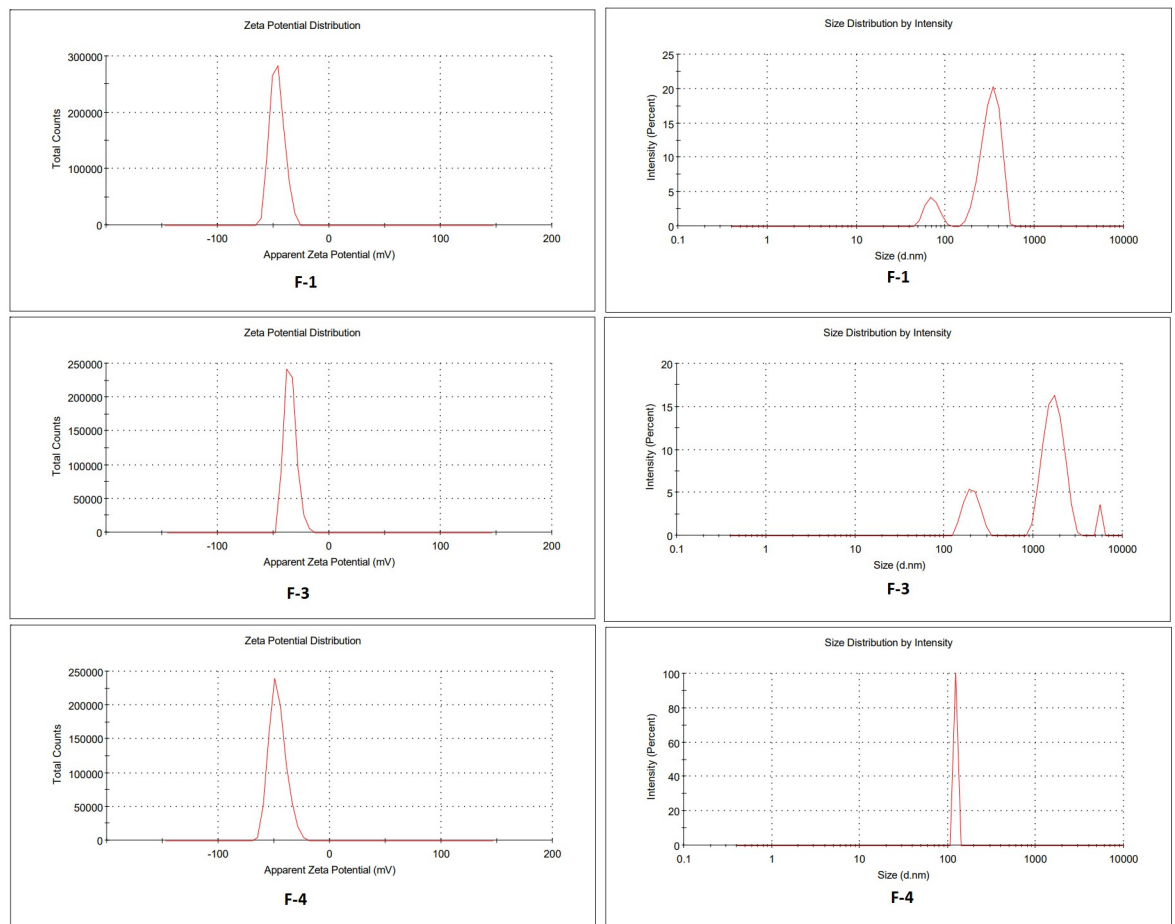 Zeta Potential Distribution
300000
200000
100000
0
Total Counts
-100 0 100 200
Apparent Zeta Potential (mV)
F-1
Size Distribution by Intensity
25
20
15
10
5
0
Intensity (Percent)
0.1 1 10 100 1000 10000
Size (d.nm)
F-1
Zeta Potential Distribution
250000
200000
150000
100000
50000
0
Total Counts
-100 0 100 200
Apparent Zeta Potential (mV)
F-3
Size Distribution by Intensity
20
15
10
5
0
Intensity (Percent)
0.1 1 10 100 1000 10000
Size (d.nm)
F-3
Zeta Potential Distribution
250000
200000
150000
100000
50000
0
Total Counts
-100 0 100 200
Apparent Zeta Potential (mV)
F-4
Size Distribution by Intensity
100
80
60
40
20
0
Intensity (Percent)
0.1 1 10 100 1000 10000
Size (d.nm)
F-4